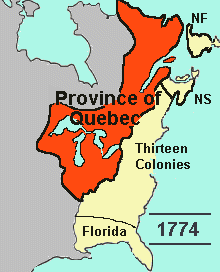 NF
Province of
Quebec
NS
Thirteen
Colonies
Florida
1774